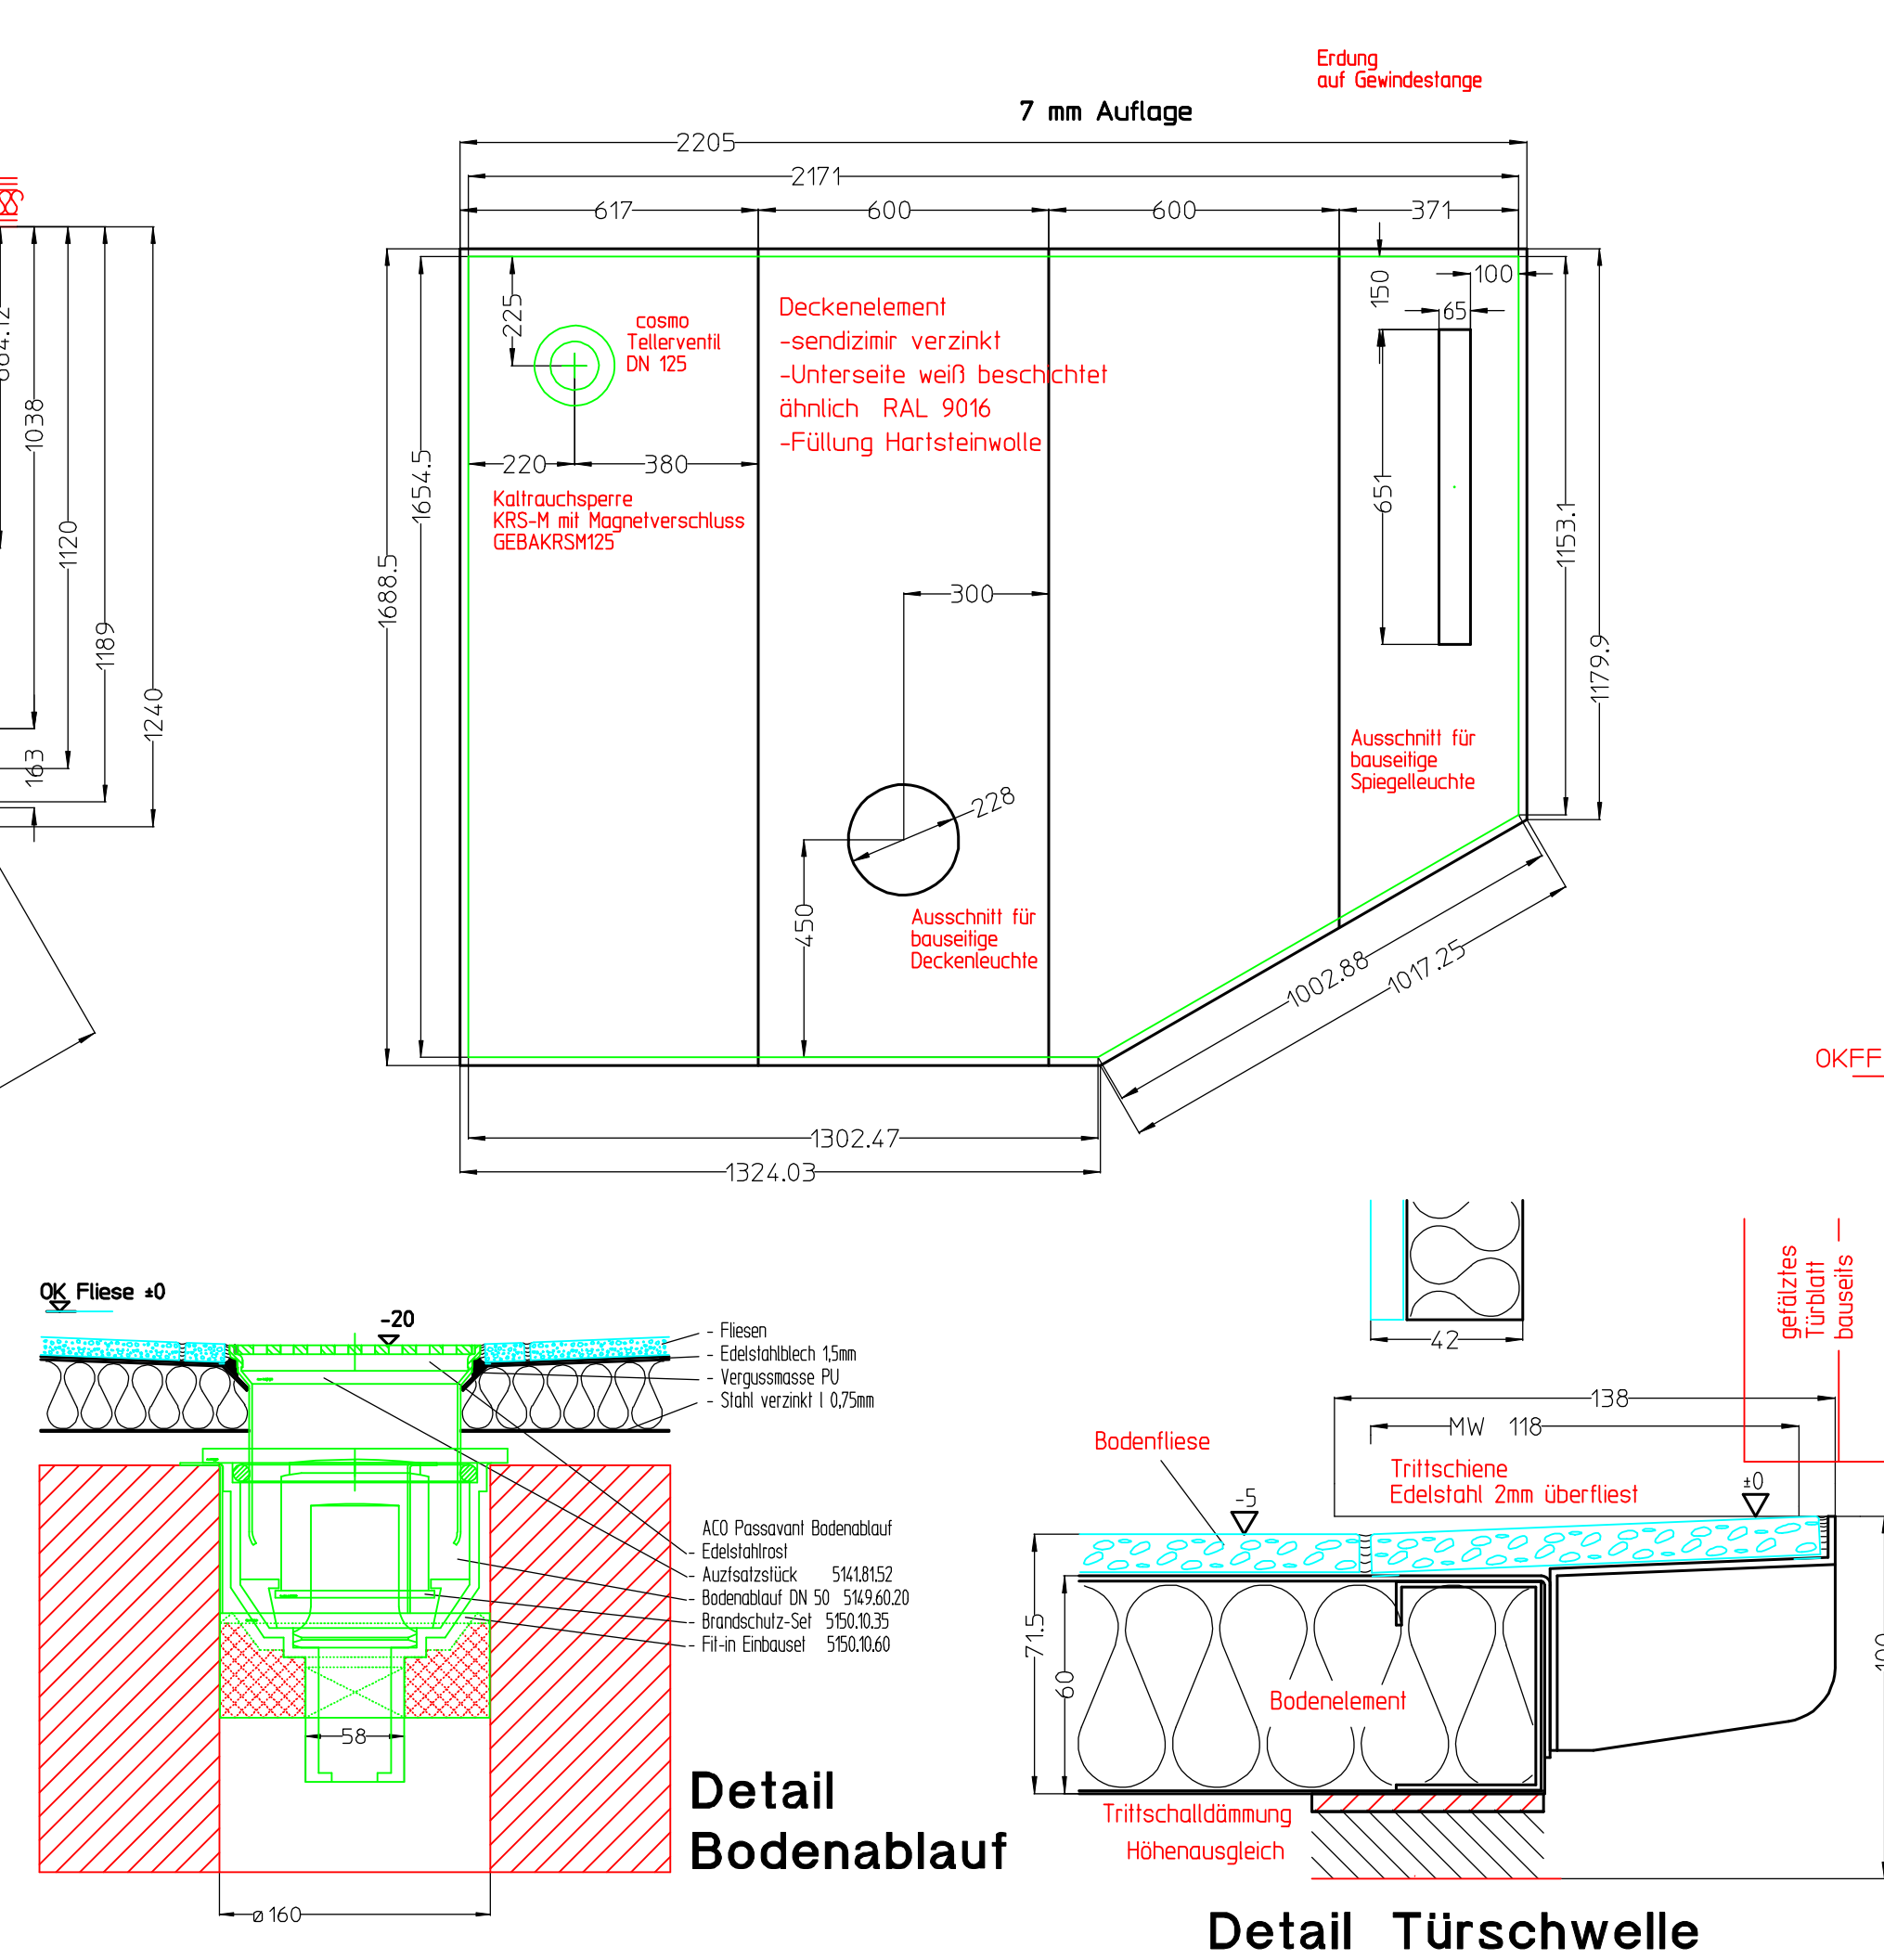 Erdung
auf Gewindestange
7 mm Auflage
2205
2171
617
600
600
371
150
100
65
225
cosmo
Tellerventil
DN 125
Deckenelement
-sendizimir verzinkt
-Unterseite weiß beschichtet
ähnlich RAL 9016
-Füllung Hartsteinwolle
220
380
Kaltrauchsperre
KRS-M mit Magnetverschluss
GEBAKRSM125
1038
1120
1189
1240
163
1654.5
1688.5
651
1153.1
1179.9
300
228
450
Ausschnitt für
bauseitige
Spiegelleuchte
Ausschnitt für
bauseitige
Deckenleuchte
1002.88
1017.25
OKFF
1302.47
1324.03
OK Fliese ±0
-20
- Fliesen
- Edelstahlblech 1,5mm
- Vergussmasse PU
- Stahl verzinkt I 0,75mm
ACO Passavant Bodenablauf
- Edelstahlrost
- Auzfsatzstück 5141.81.52
- Bodenablauf DN 50 5149.60.20
- Brandschutz-Set 5150.10.35
- Fit-in Einbauset 5150.10.60
58
ø 160
Detail
Bodenablauf
42
gefälztes
Türblatt
bauseits
138
MW 118
Bodenfliese
Trittschiene
Edelstahl 2mm überfliest
-5
±0
71.5
60
Bodenelement
Trittschalldämmung
Höhenausgleich
Detail Türschwelle